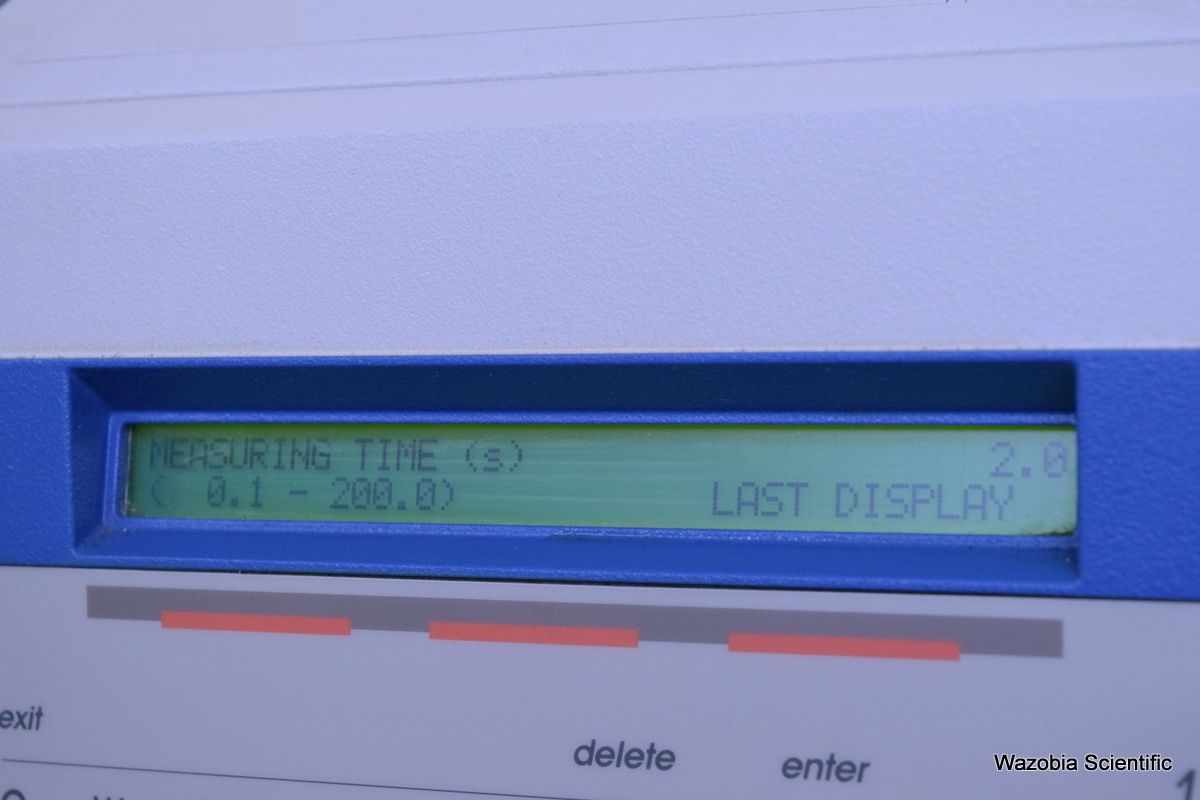 MEASURING TIME (s) 2.0
( 0.1 - 200.0) LAST DISPLAY
exit
delete enter
Wazobia Scientific